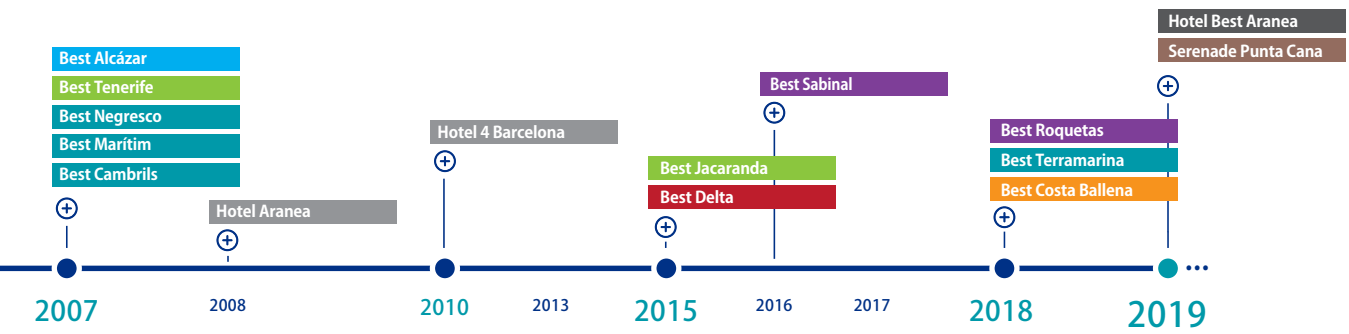 Best Alcázar
Best Tenerife
Best Negresco
Best Marítim
Best Cambrils
Hotel Aranea
Hotel 4 Barcelona
Best Jacaranda
Best Delta
Best Sabinal
Best Roquetas
Best Terramarina
Best Costa Ballena
Hotel Best Aranea
Serenade Punta Cana
2007
2008
2010
2013
2015
2016
2017
2018
2019